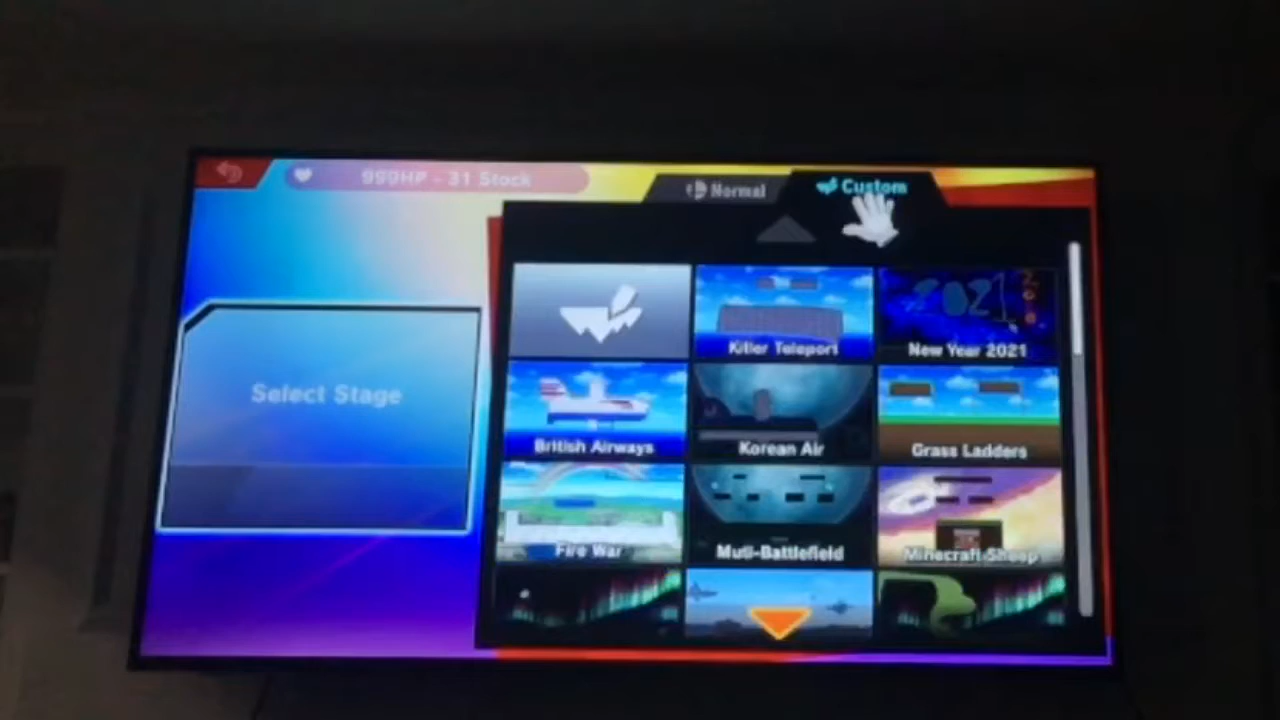 999HP - 31 Stock
Normal
Custom
Select Stage
Killer Teleport
2021
New Year 2021
British Airways
Korean Air
Grass Ladders
Fire War
Muti-Battlefield
Minecraft Sheep